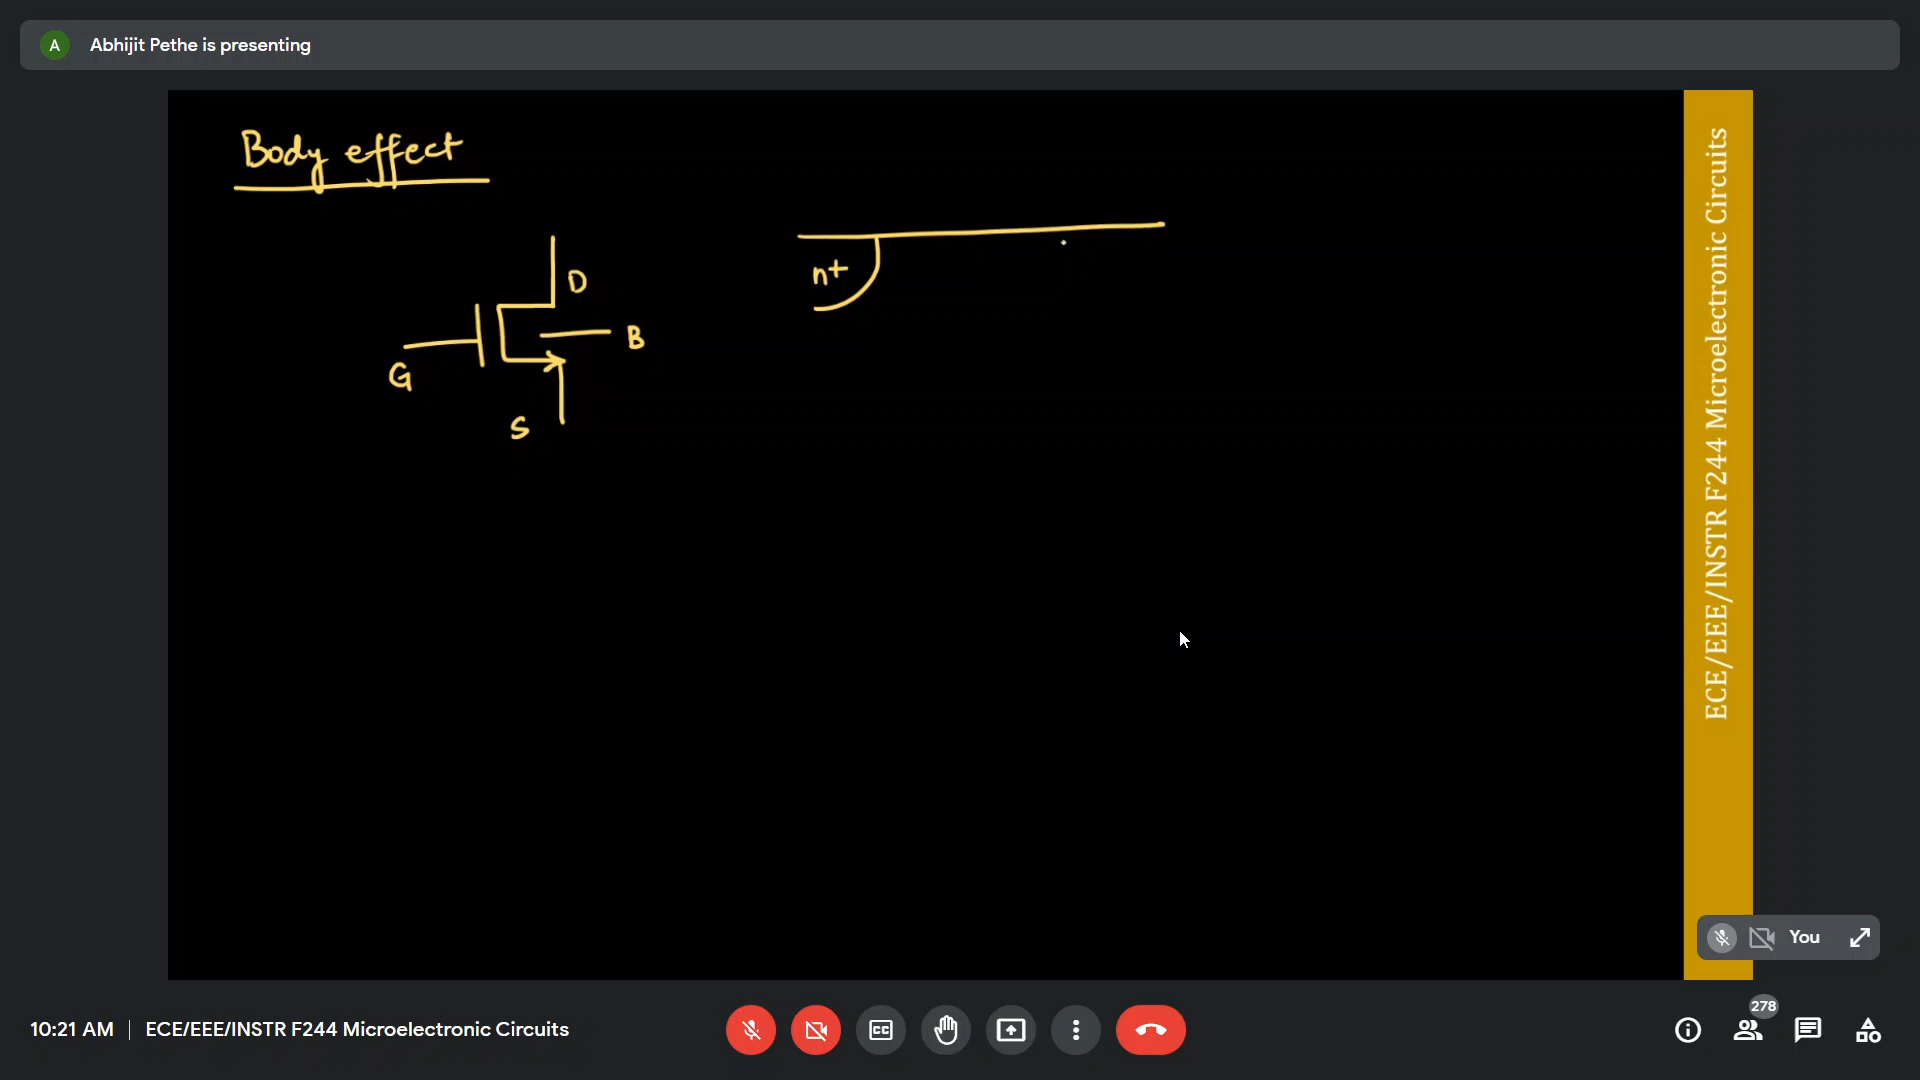 A Abhijit Pethe is presenting
Body effect
D
n+
B
G
S
ECE/EEE/INSTR F244 Microelectronic Circuits
You
278
10:21 AM | ECE/EEE/INSTR F244 Microelectronic Circuits
CC